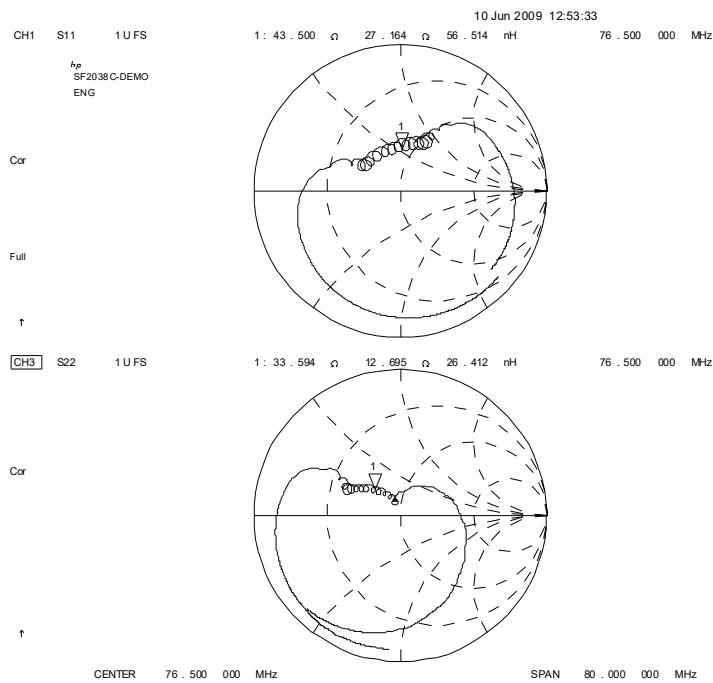 10 Jun 2009 12:53:33
CH1 S11 1 U FS 1 : 43 . 500 Ω 27 . 164 Ω 56 . 514 nH 76 . 500 000 MHz
hp
SF2038C-DEMO
ENG
1
Cor
Full
↑
CH3 S22 1 U FS 1 : 33 . 594 Ω 12 . 695 Ω 26 . 412 nH 76 . 500 000 MHz
1
Cor
↑
CENTER 76 . 500 000 MHz SPAN 80 . 000 000 MHz